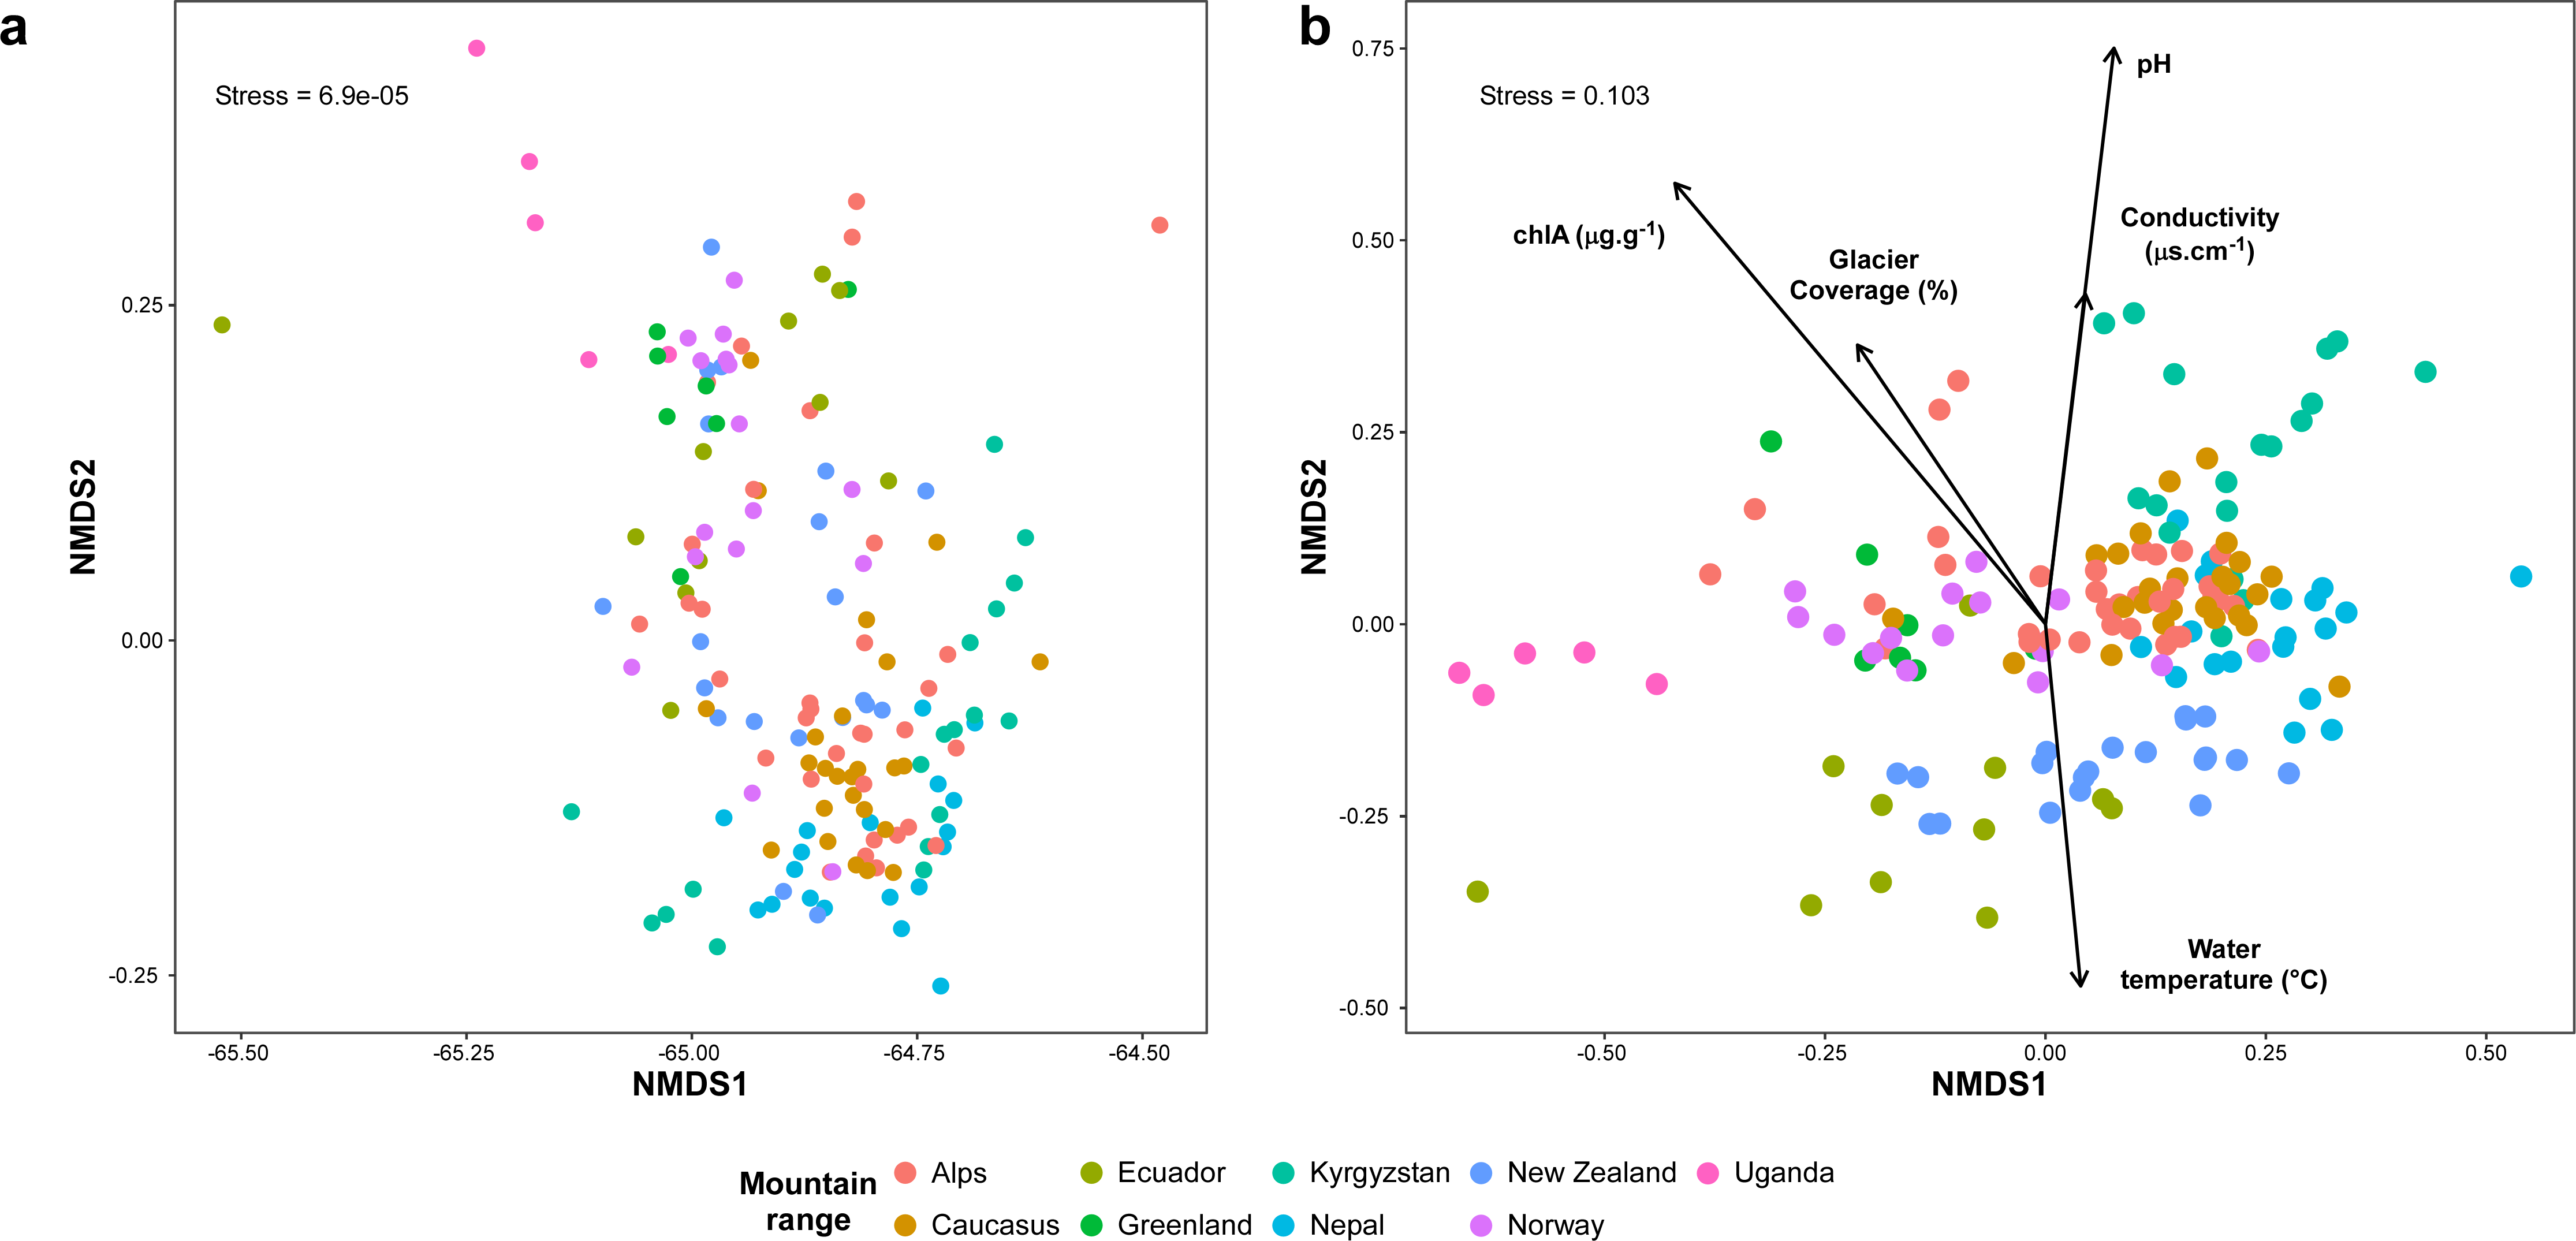 a
Stress = 6.9e-05
0.25
0.00
-0.25
NMDS2
-65.50
-65.25
-65.00
-64.75
-64.50
NMDS1
b
Stress = 0.103
0.75
0.50
0.25
0.00
-0.25
-0.50
NMDS2
pH
chlA (μg.g⁻¹)
Glacier
Coverage (%)
Conductivity
(μs.cm⁻¹)
Water
temperature (°C)
-0.50
-0.25
0.00
0.25
0.50
NMDS1
Mountain
range
Alps
Ecuador
Kyrgyzstan
New Zealand
Uganda
Caucasus
Greenland
Nepal
Norway